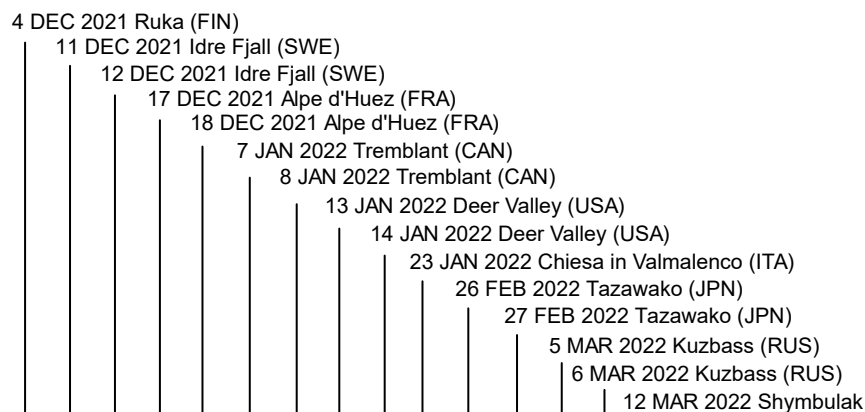 4 DEC 2021 Ruka (FIN)
11 DEC 2021 Idre Fjall (SWE)
12 DEC 2021 Idre Fjall (SWE)
17 DEC 2021 Alpe d'Huez (FRA)
18 DEC 2021 Alpe d'Huez (FRA)
7 JAN 2022 Tremblant (CAN)
8 JAN 2022 Tremblant (CAN)
13 JAN 2022 Deer Valley (USA)
14 JAN 2022 Deer Valley (USA)
23 JAN 2022 Chiesa in Valmalenco (ITA)
26 FEB 2022 Tazawako (JPN)
27 FEB 2022 Tazawako (JPN)
5 MAR 2022 Kuzbass (RUS)
6 MAR 2022 Kuzbass (RUS)
12 MAR 2022 Shymbulak